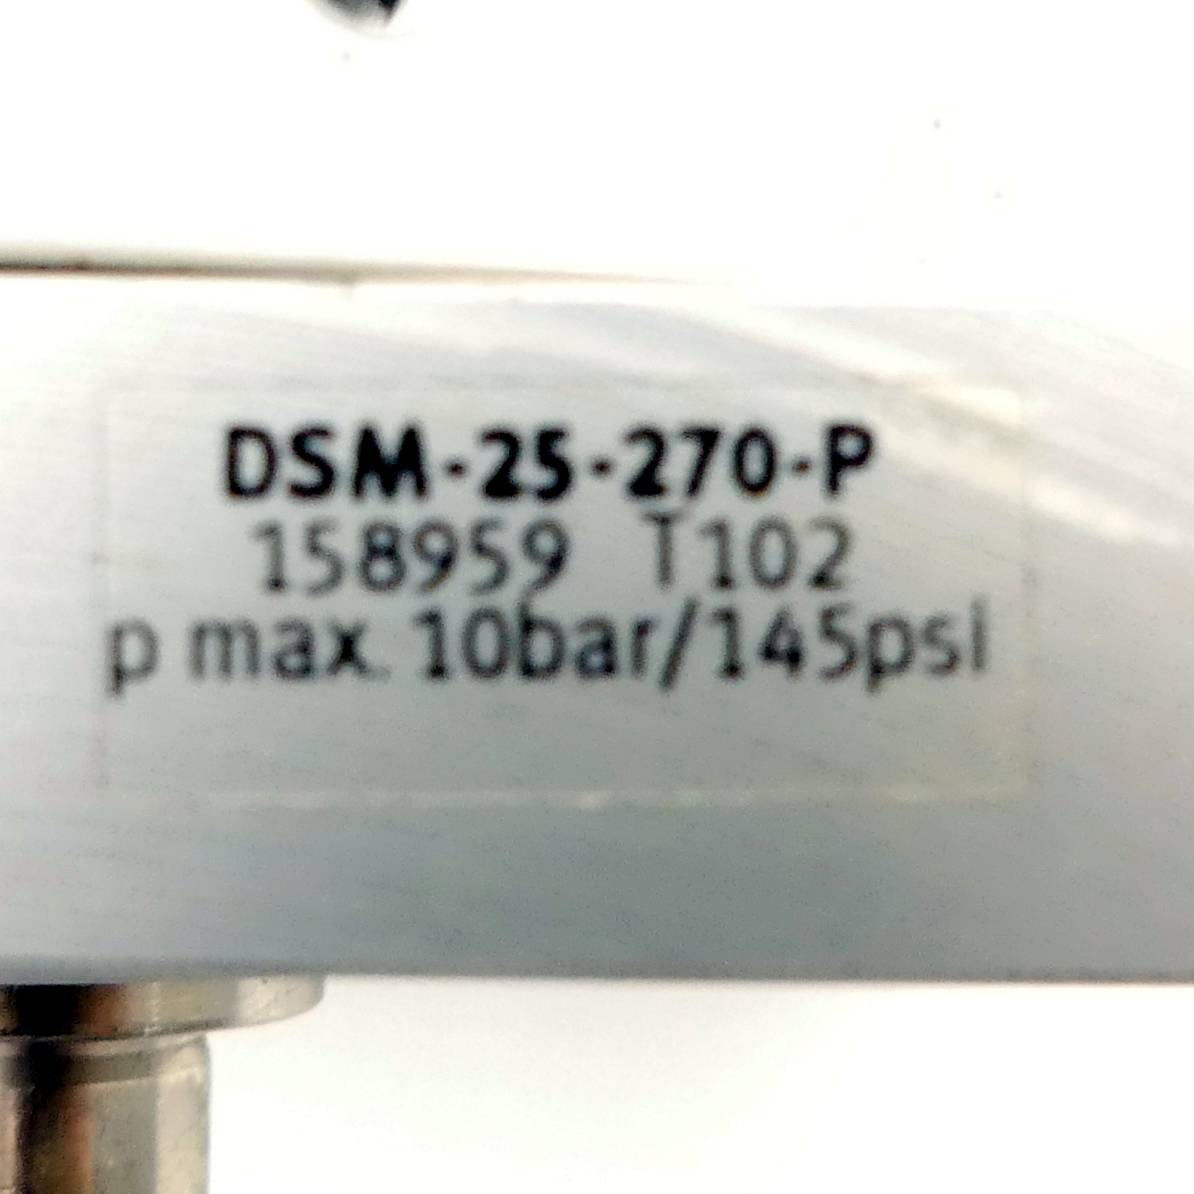 DSM-25-270-P
158959 T102
p max. 10bar/145psi